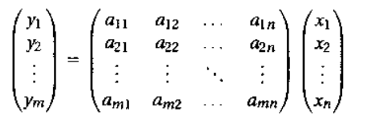 y1 a11 a12 ... a1n x1
y2 = a21 a22 ... a2n x2
⋮ ⋮ ⋮ ⋱ ⋮ ⋮
ym am1 am2 ... amn xn